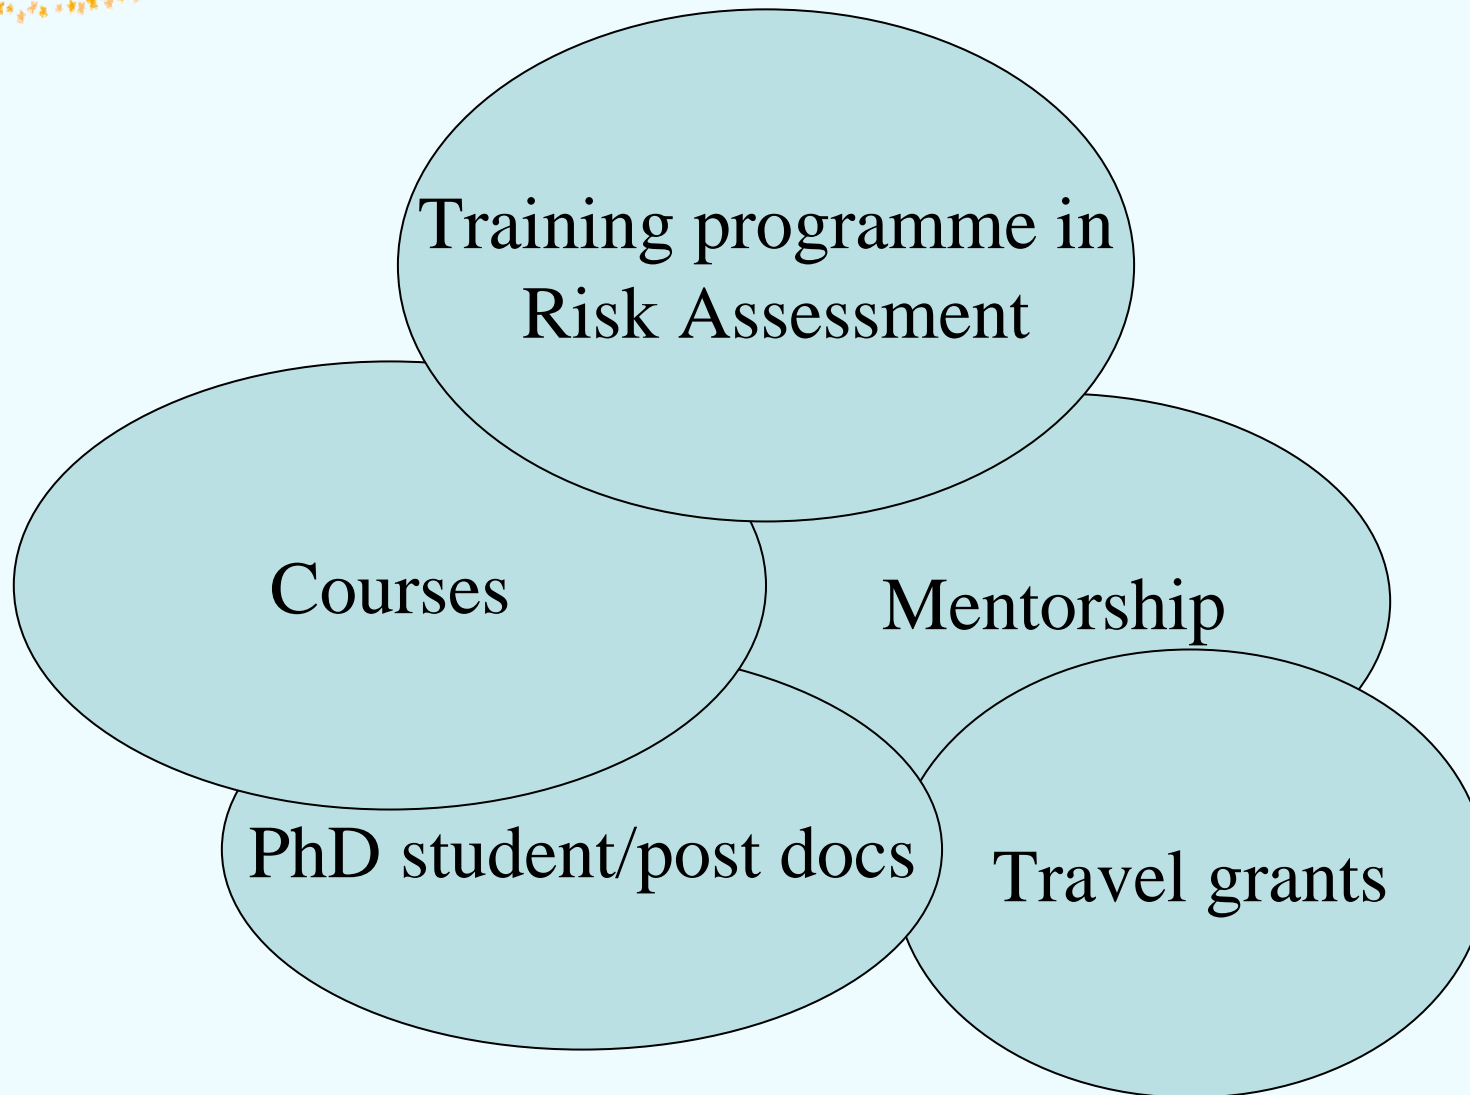 Training programme in
Risk Assessment
Courses
Mentorship
PhD student/post docs
Travel grants